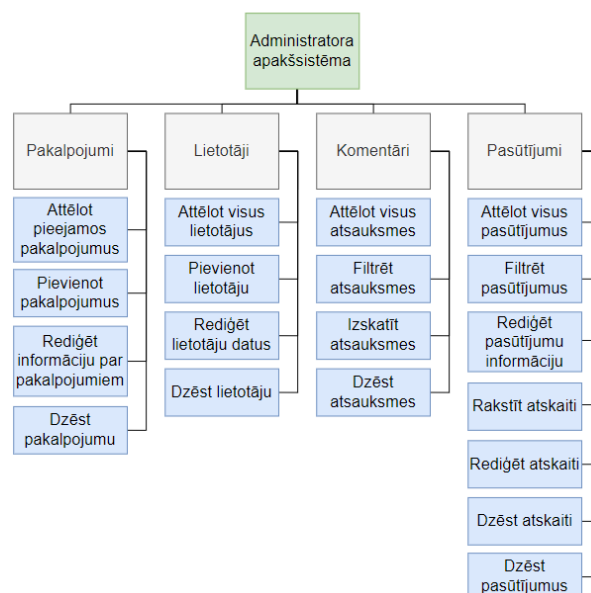 Administratora
apakšsistēma
Pakalpojumi
Attēlot
pieejamos
pakalpojumus
Pievienot
pakalpojumus
Rediģēt
informāciju par
pakalpojumiem
Dzēst
pakalpojumu
Lietotāji
Attēlot visus
lietotājus
Pievienot
lietotāju
Rediģēt
lietotāju datus
Dzēst lietotāju
Komentāri
Attēlot visus
atsauksmes
Filtrēt
atsauksmes
Izskatīt
atsauksmes
Dzēst
atsauksmes
Pasūtījumi
Attēlot visus
pasūtījumus
Filtrēt
pasūtījumus
Rediģēt
pasūtījumu
informāciju
Rakstīt atskaiti
Rediģēt atskaiti
Dzēst atskaiti
Dzēst
pasūtījumus